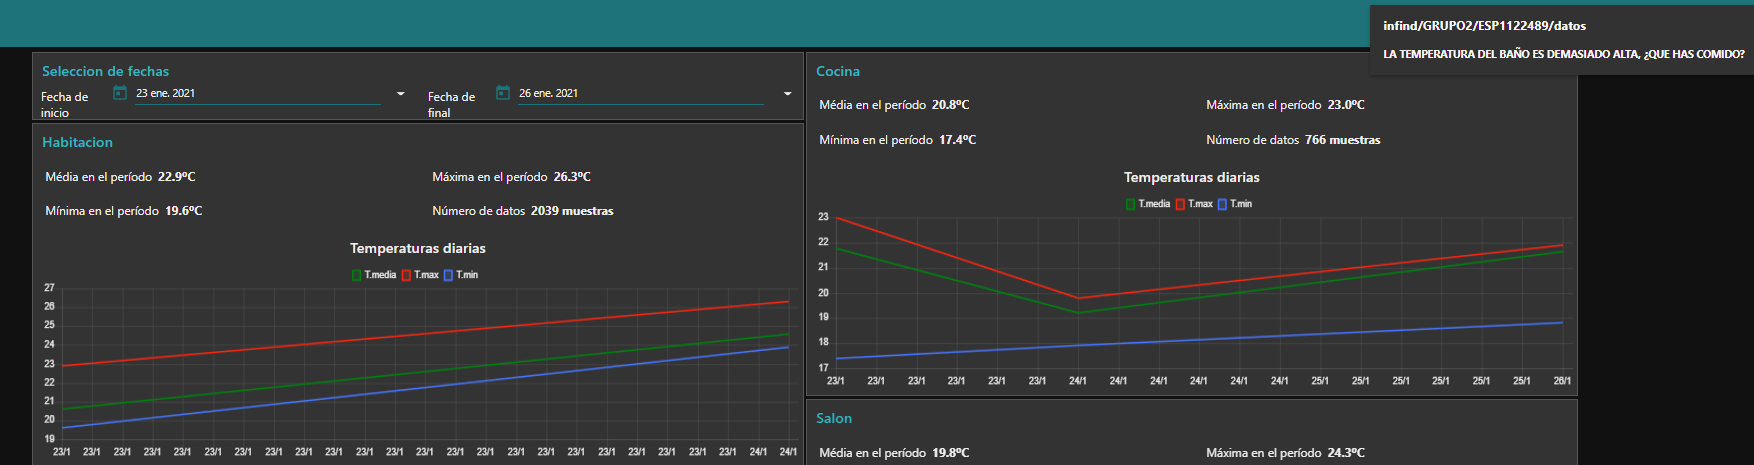 infind/GRUPO2/ESP1122489/datos
LA TEMPERATURA DEL BAÑO ES DEMASIADO ALTA, ¿QUE HAS COMIDO?
Seleccion de fechas
Fecha de inicio
23 ene. 2021
Fecha de final
26 ene. 2021
Habitacion
Média en el período 22.9ºC
Máxima en el período 26.3ºC
Mínima en el período 19.6ºC
Número de datos 2039 muestras
Temperaturas diarias
T.media T.max T.min
27
26
25
24
23
22
21
20
19
23/1 23/1 23/1 23/1 23/1 23/1 23/1 23/1 23/1 23/1 23/1 23/1 23/1 23/1 23/1 23/1 23/1 23/1 23/1 23/1 23/1 23/1 23/1 24/1 24/1
Cocina
Média en el período 20.8ºC
Máxima en el período 23.0ºC
Mínima en el período 17.4ºC
Número de datos 766 muestras
Temperaturas diarias
T.media T.max T.min
23
22
21
20
19
18
17
23/1 23/1 23/1 23/1 23/1 23/1 24/1 24/1 24/1 24/1 24/1 24/1 25/1 25/1 25/1 25/1 25/1 25/1 26/1
Salon
Média en el período 19.8ºC
Máxima en el período 24.3ºC